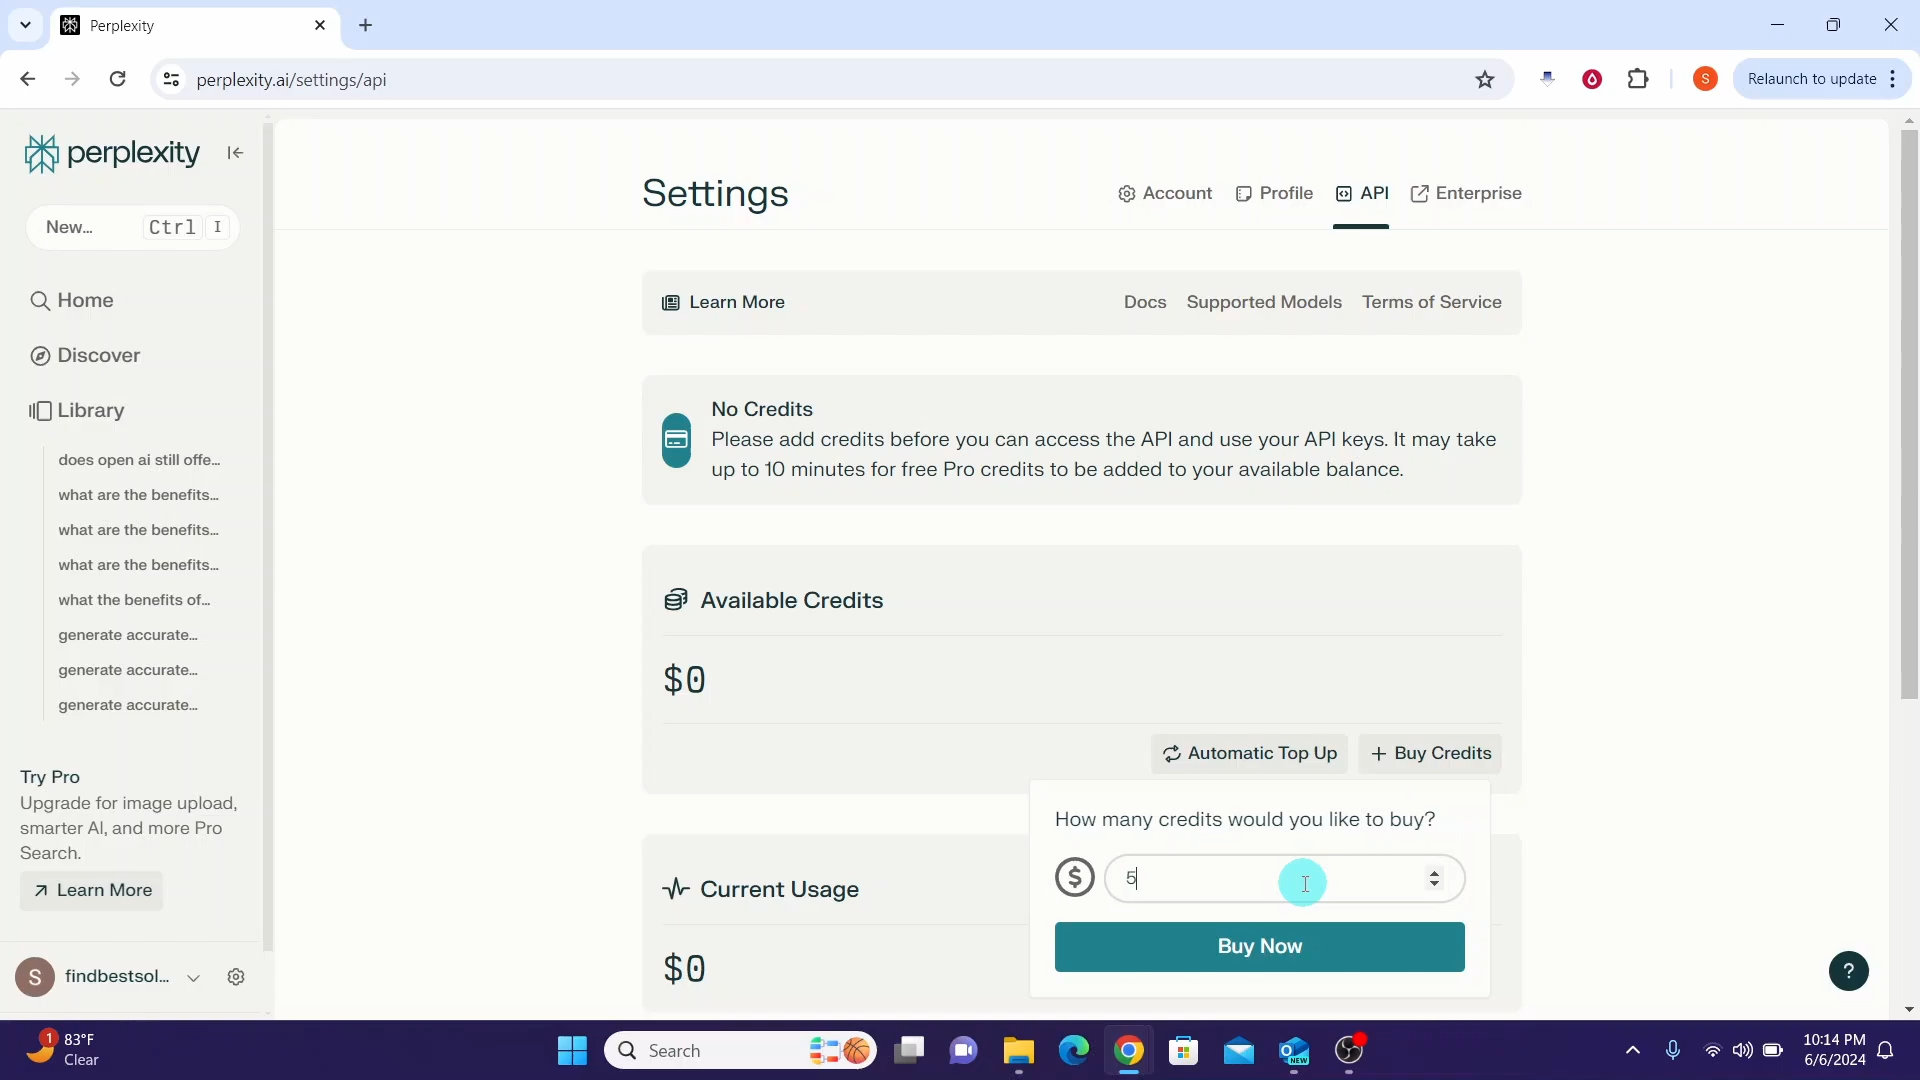 Perplexity
perplexity.ai/settings/api
S
Relaunch to update
perplexity
New... Ctrl I
Home
Discover
Library
does open ai still offe...
what are the benefits...
what are the benefits...
what are the benefits...
what the benefits of...
generate accurate...
generate accurate...
generate accurate...
Try Pro
Upgrade for image upload,
smarter AI, and more Pro
Search.
Learn More
S findbestsol...
Settings
Account Profile API Enterprise
Learn More Docs Supported Models Terms of Service
No Credits
Please add credits before you can access the API and use your API keys. It may take
up to 10 minutes for free Pro credits to be added to your available balance.
Available Credits
$0
Automatic Top Up + Buy Credits
How many credits would you like to buy?
$ 5
Buy Now
Current Usage
$0
?
1 83°F
Clear
Search
NEW
10:14 PM
6/6/2024